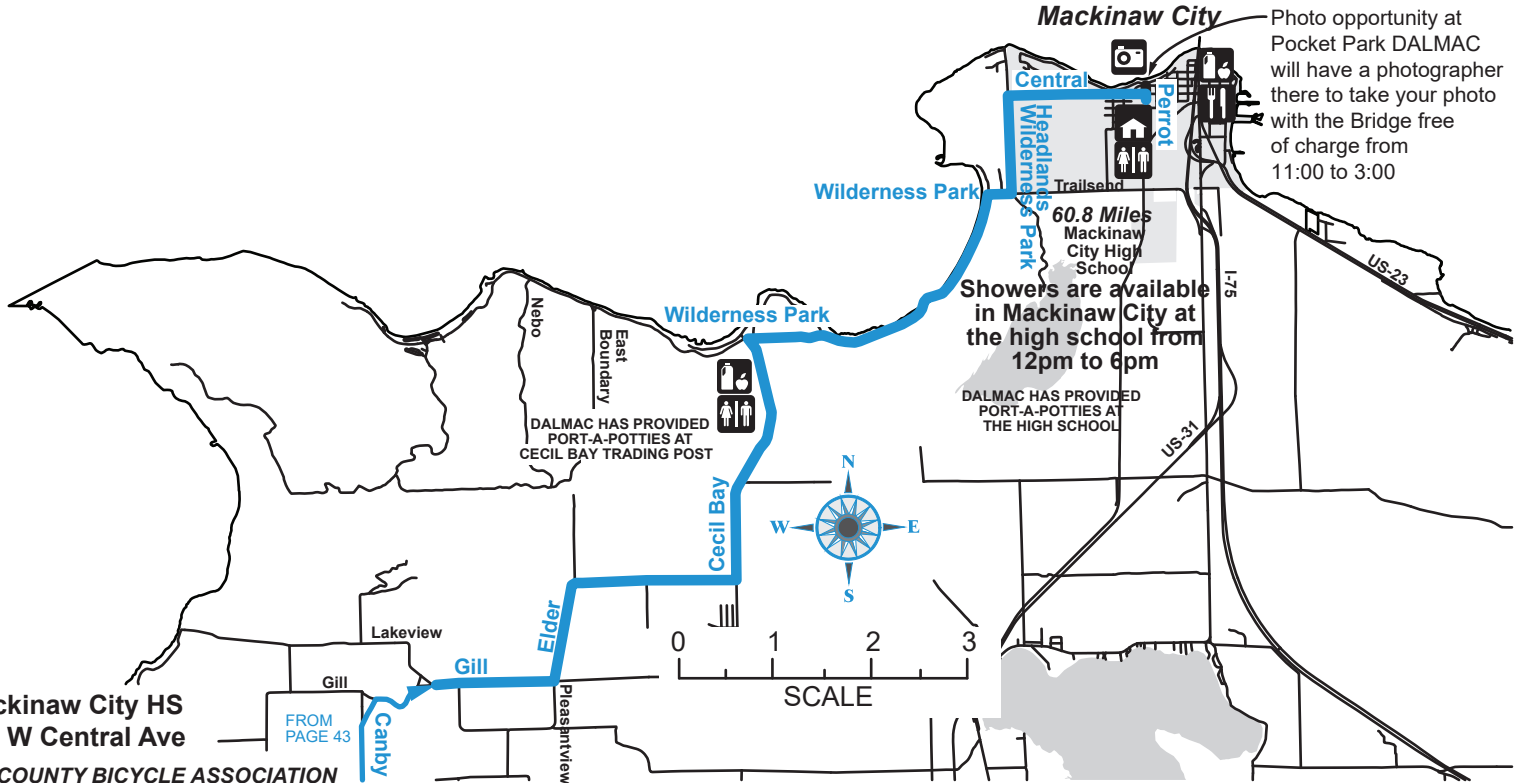 Mackinaw City
Photo opportunity at
Pocket Park DALMAC
will have a photographer
there to take your photo
with the Bridge free
of charge from
11:00 to 3:00
Central
Perrot
Headlands
Wilderness Park
Trailsend
Wilderness Park
60.8 Miles
Mackinaw
City High
School
US-23
I-75
Showers are available
in Mackinaw City at
the high school from
12pm to 6pm
Nebo
East
Boundary
Wilderness Park
DALMAC HAS PROVIDED
PORT-A-POTTIES AT
THE HIGH SCHOOL
DALMAC HAS PROVIDED
PORT-A-POTTIES AT
CECIL BAY TRADING POST
US-31
N
W
E
S
Cecil Bay
Elder
Lakeview
Gill
Gill
0 1 2 3
SCALE
Pleasantview
Canby
FROM
PAGE 43
ckinaw City HS
W Central Ave
COUNTY BICYCLE ASSOCIATION